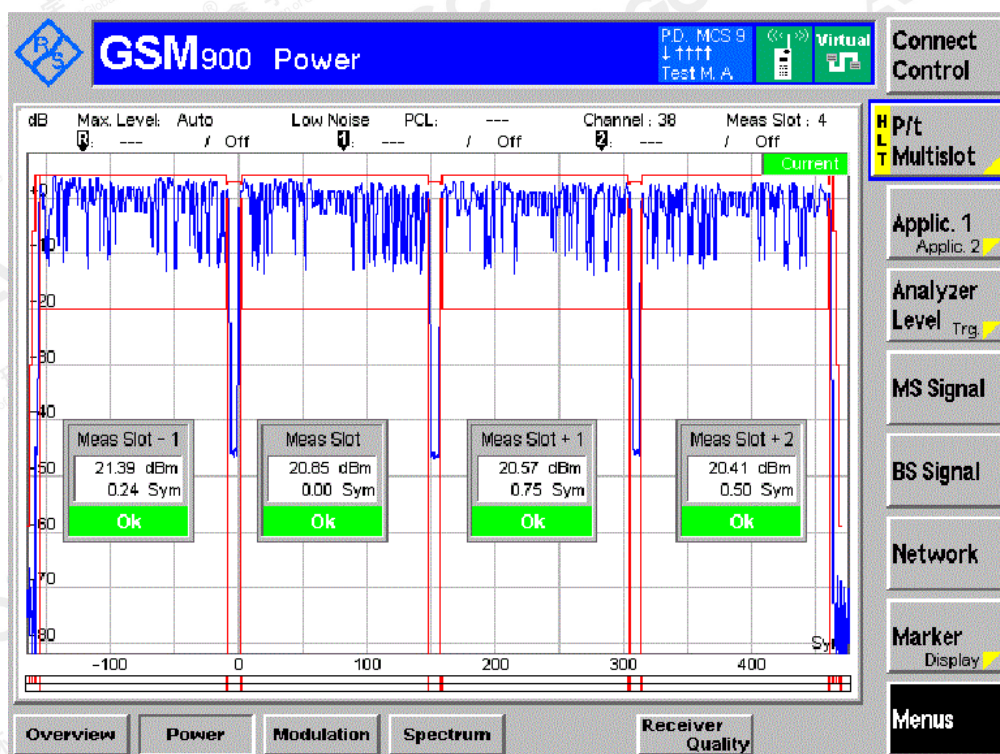 R S
GSM900 Power
P.D. MCS 9
↓ ↑↑↑↑
Test M. A
Virtual
Connect
Control
dB Max. Level: Auto Low Noise PCL: --- Channel : 38 Meas Slot : 4
R: --- / Off 1: --- / Off 2: --- / Off
Current
HLT
P/t
Multislot
Applic. 1
Applic. 2
Analyzer
Level Trg.
MS Signal
BS Signal
Network
Marker
Display
Menus
+0
-10
-20
-30
-40
-50
-60
-70
-80
Meas Slot - 1
21.39 dBm
0.24 Sym
Ok
Meas Slot
20.85 dBm
0.00 Sym
Ok
Meas Slot + 1
20.57 dBm
0.75 Sym
Ok
Meas Slot + 2
20.41 dBm
0.50 Sym
Ok
-100 0 100 200 300 400
Overview Power Modulation Spectrum Receiver Quality